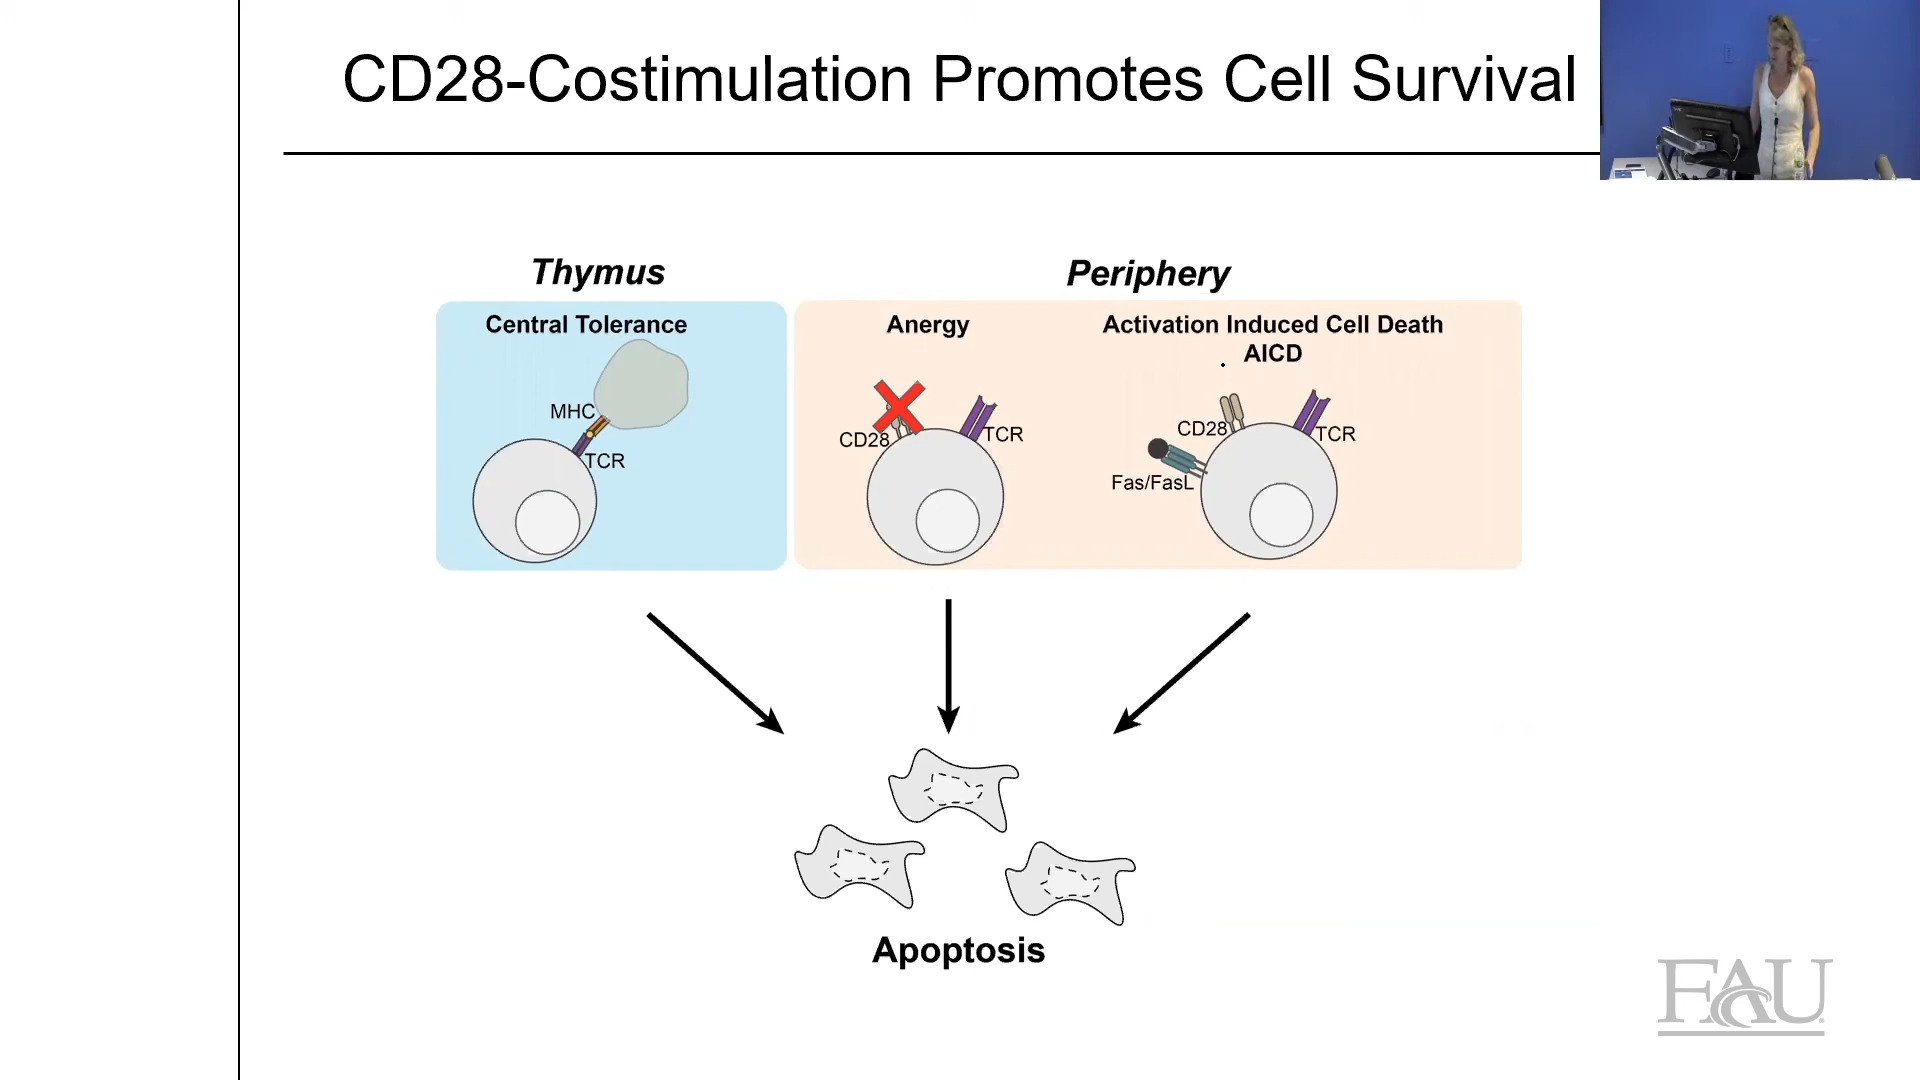 CD28-Costimulation Promotes Cell Survival
Thymus
Periphery
Central Tolerance
Anergy
Activation Induced Cell Death
AICD
MHC
TCR
CD28
TCR
CD28
TCR
Fas/FasL
Apoptosis
FAU